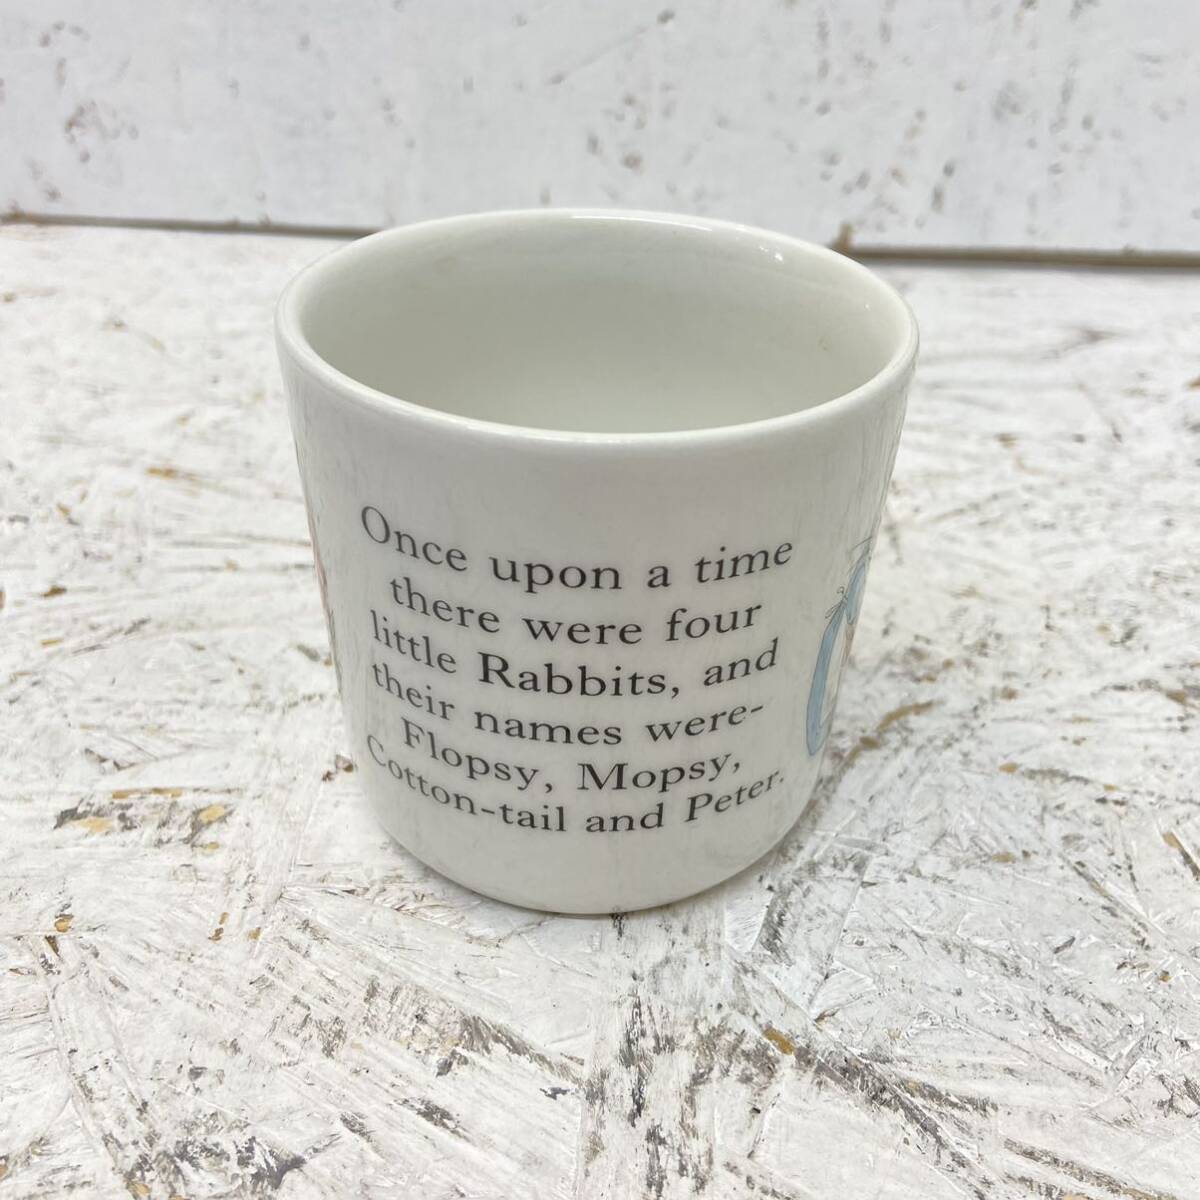 Once upon a time
there were four
little Rabbits, and
their names were-
Flopsy, Mopsy,
Cotton-tail and Peter.